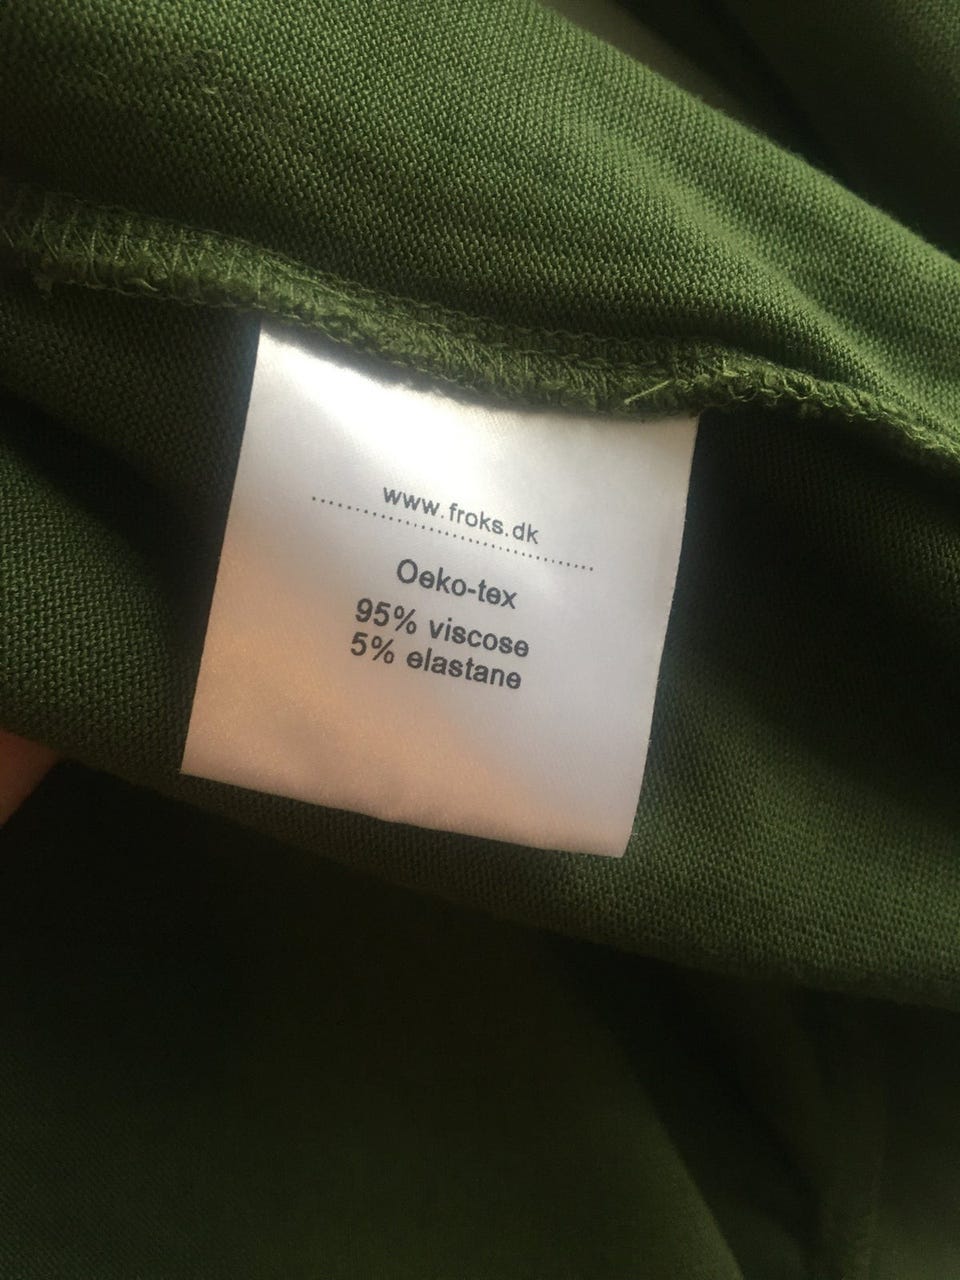 www.froks.dk
Oeko-tex
95% viscose
5% elastane